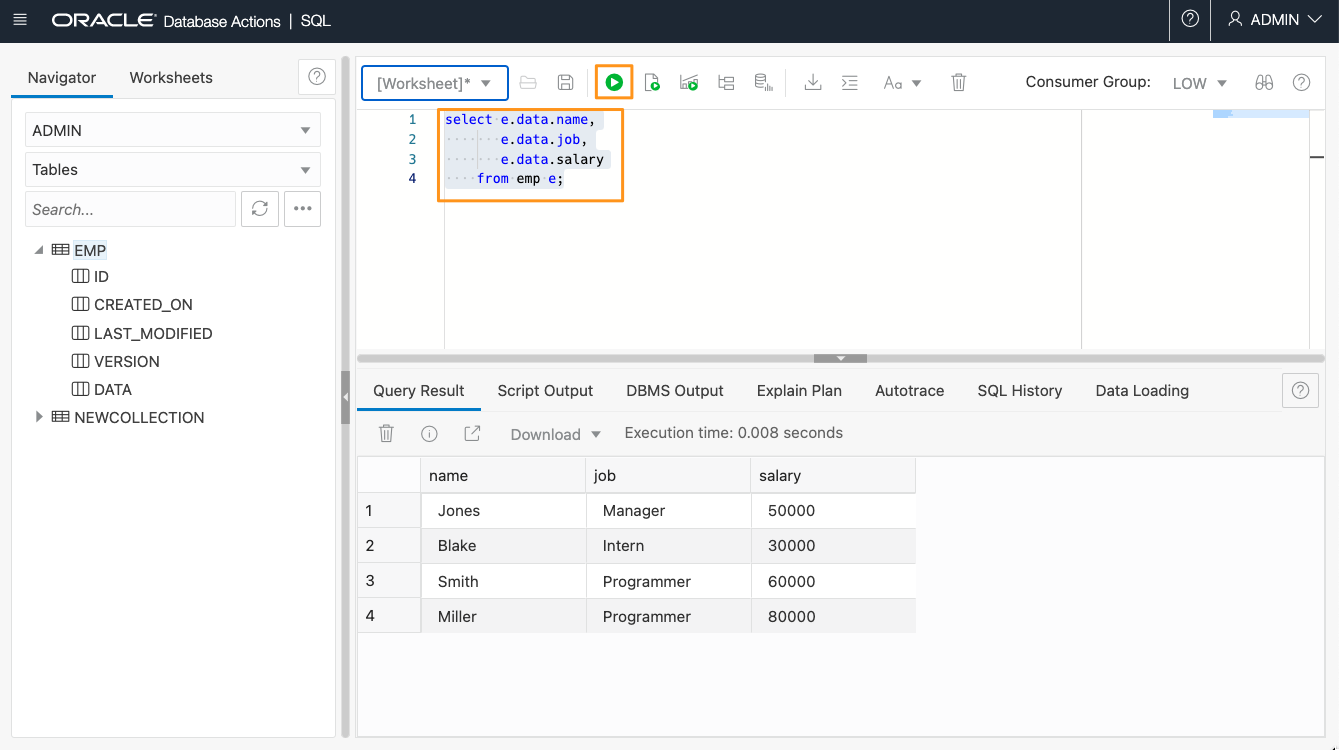 ORACLE Database Actions | SQL
ADMIN
Navigator Worksheets
ADMIN
Tables
Search...
EMP
ID
CREATED_ON
LAST_MODIFIED
VERSION
DATA
NEWCOLLECTION
[Worksheet]* Aa Consumer Group: LOW
1 select e.data.name,
2 e.data.job,
3 e.data.salary
4 from emp e;
Query Result Script Output DBMS Output Explain Plan Autotrace SQL History Data Loading
Download Execution time: 0.008 seconds
name job salary
1 Jones Manager 50000
2 Blake Intern 30000
3 Smith Programmer 60000
4 Miller Programmer 80000